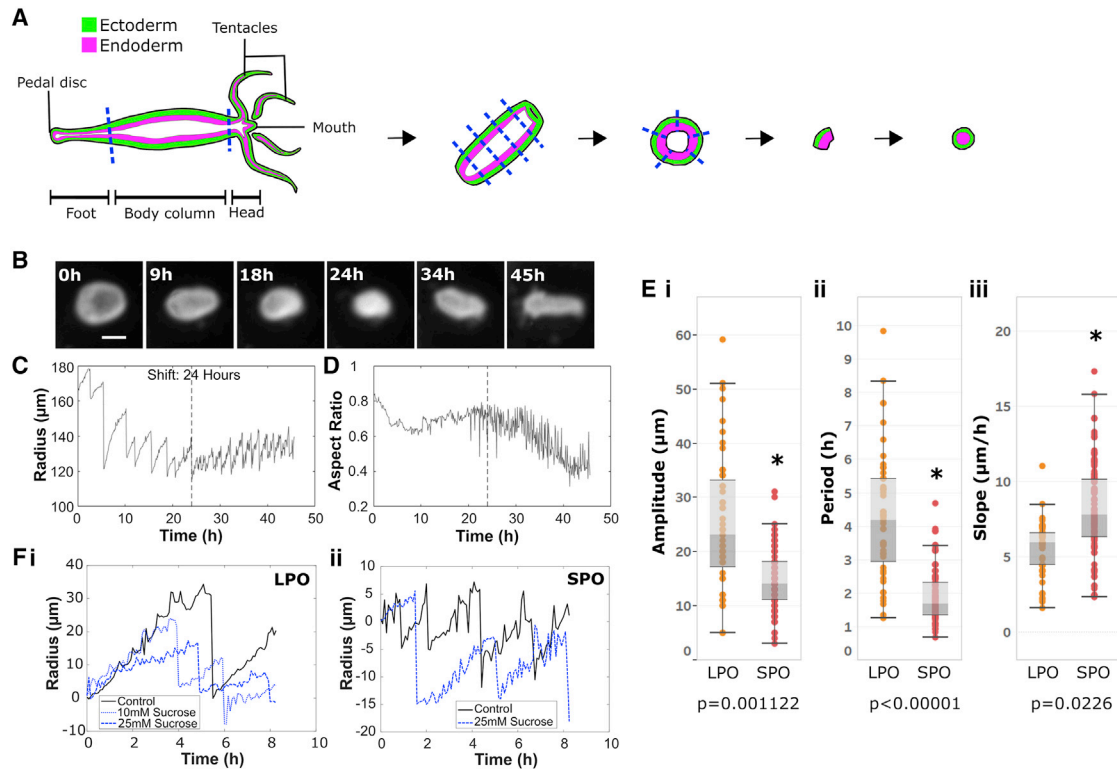 A
Ectoderm
Endoderm
Tentacles
Pedal disc
Mouth
Foot
Body column
Head
B
0h
9h
18h
24h
34h
45h
C
180
160
140
120
100
Radius (µm)
Shift: 24 Hours
0
10
20
30
40
50
Time (h)
D
1
0.8
0.6
0.4
0.2
Aspect Ratio
0
10
20
30
40
50
Time (h)
E i
60
50
40
30
20
10
0
Amplitude (µm)
*
LPO
SPO
p=0.001122
ii
10
9
8
7
6
5
4
3
2
1
0
Period (h)
*
LPO
SPO
p<0.00001
iii
20
15
10
5
0
Slope (µm/h)
*
LPO
SPO
p=0.0226
F i
LPO
40
30
20
10
0
-10
Radius (µm)
Control
10mM Sucrose
25mM Sucrose
0
2
4
6
8
10
Time (h)
ii
SPO
10
5
0
-5
-10
-15
-20
Radius (µm)
Control
25mM Sucrose
0
2
4
6
8
10
Time (h)